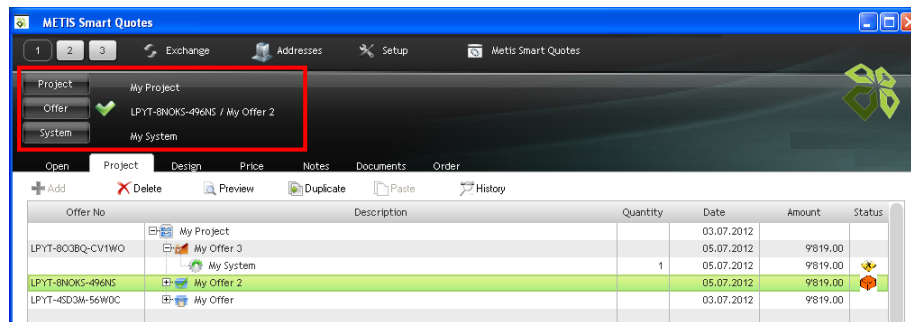 METIS Smart Quotes
1 2 3 Exchange Addresses Setup Metis Smart Quotes
Project My Project
Offer LPYT-8NOKS-496NS / My Offer 2
System My System
Open Project Design Price Notes Documents Order
Add Delete Preview Duplicate Paste History
Offer No Description Quantity Date Amount Status
My Project 03.07.2012
LPYT-8O3BQ-CV1WO My Offer 3 05.07.2012 9'819.00
My System 1 05.07.2012 9'819.00
LPYT-8NOKS-496NS My Offer 2 05.07.2012 9'819.00
LPYT-4SD3M-56W0C My Offer 03.07.2012 9'819.00